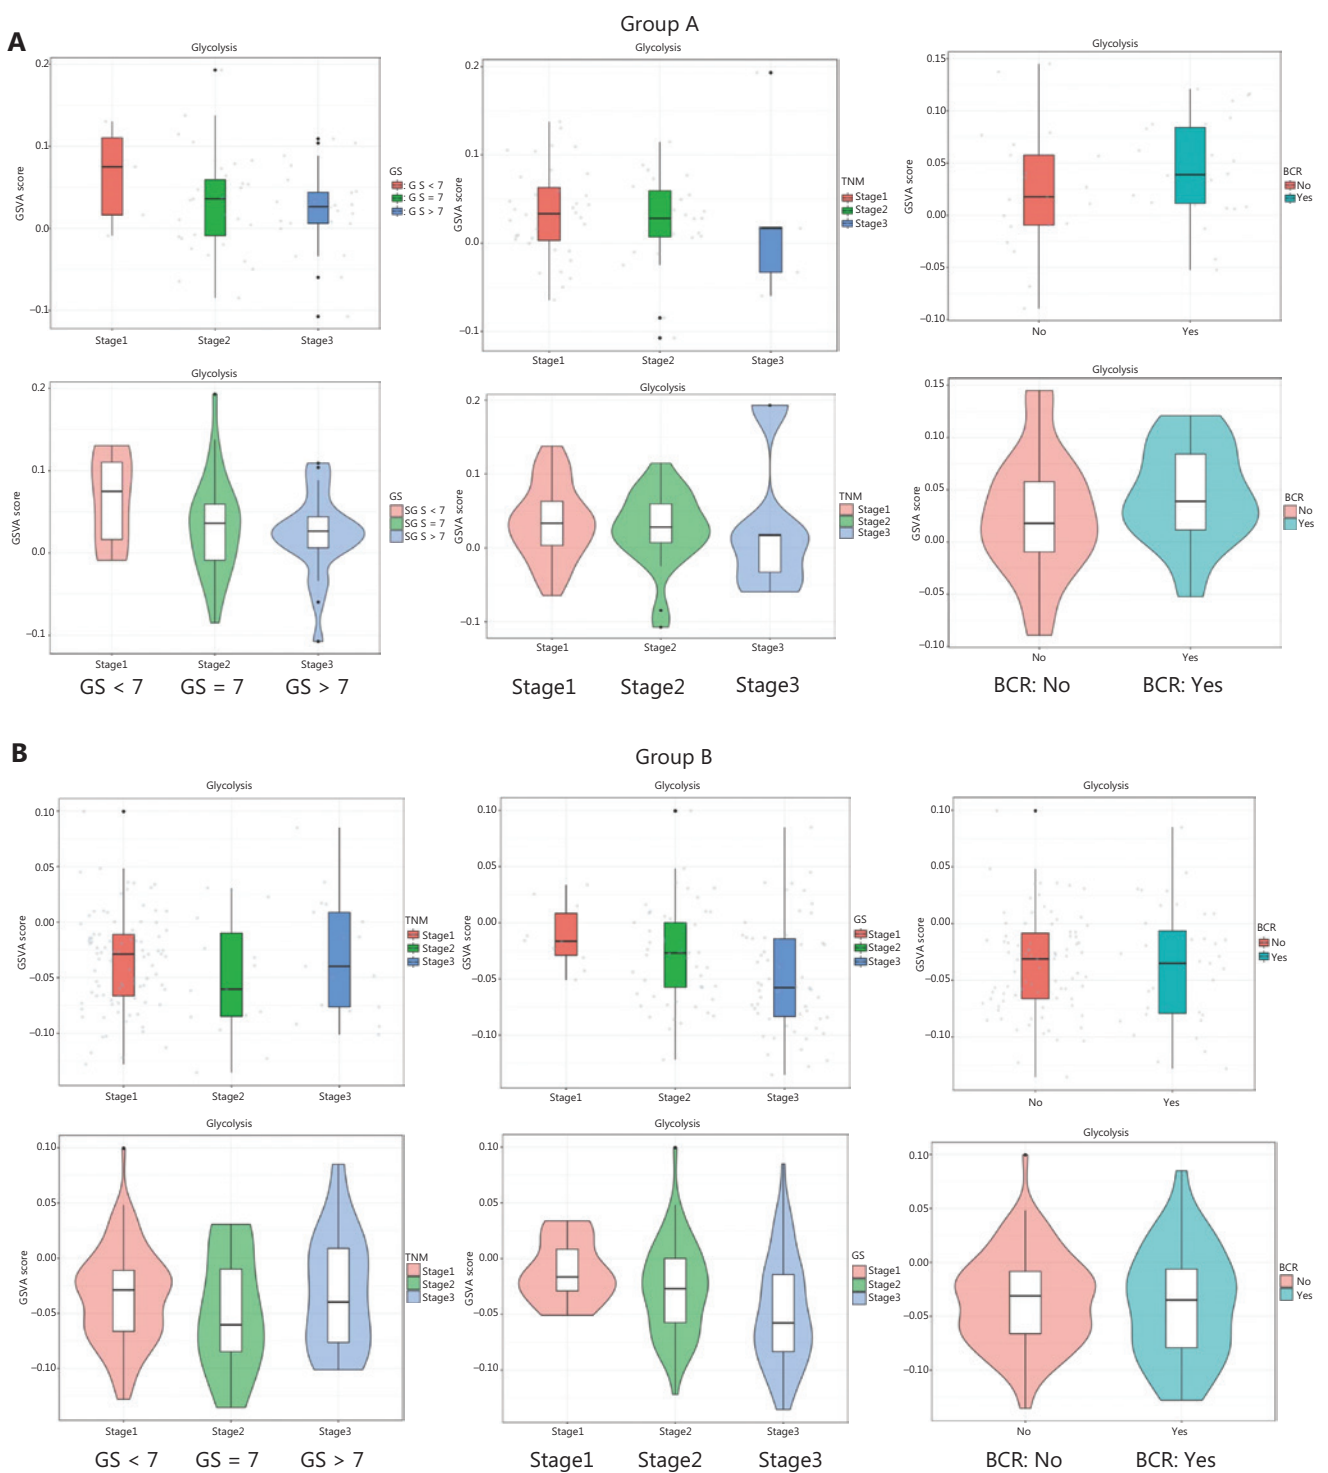 Group A
A
Glycolysis
0.2
0.1
0.0
−0.1
GSVA score
Stage1 Stage2 Stage3
GS
: G S < 7
: G S = 7
: G S > 7
Glycolysis
0.2
0.1
0.0
−0.1
GSVA score
Stage1 Stage2 Stage3
TNM
Stage1
Stage2
Stage3
Glycolysis
0.15
0.10
0.05
0.00
−0.05
−0.10
GSVA score
No Yes
BCR
No
Yes
Glycolysis
0.2
0.1
0.0
−0.1
GSVA score
Stage1 Stage2 Stage3
GS
SG S < 7
SG S = 7
SG S > 7
GS < 7 GS = 7 GS > 7
Glycolysis
0.2
0.1
0.0
−0.1
GSVA score
Stage1 Stage2 Stage3
TNM
Stage1
Stage2
Stage3
Stage1 Stage2 Stage3
Glycolysis
0.15
0.10
0.05
0.00
−0.05
−0.10
GSVA score
No Yes
BCR
No
Yes
BCR: No BCR: Yes
B
Group B
Glycolysis
0.10
0.05
0.00
−0.05
−0.10
GSVA score
Stage1 Stage2 Stage3
TNM
Stage1
Stage2
Stage3
Glycolysis
0.10
0.05
0.00
−0.05
−0.10
GSVA score
Stage1 Stage2 Stage3
GS
Stage1
Stage2
Stage3
Glycolysis
0.10
0.05
0.00
−0.05
−0.10
GSVA score
No Yes
BCR
No
Yes
Glycolysis
0.10
0.05
0.00
−0.05
−0.10
GSVA score
Stage1 Stage2 Stage3
TNM
Stage1
Stage2
Stage3
GS < 7 GS = 7 GS > 7
Glycolysis
0.10
0.05
0.00
−0.05
−0.10
GSVA score
Stage1 Stage2 Stage3
GS
Stage1
Stage2
Stage3
Stage1 Stage2 Stage3
Glycolysis
0.10
0.05
0.00
−0.05
−0.10
GSVA score
No Yes
BCR
No
Yes
BCR: No BCR: Yes